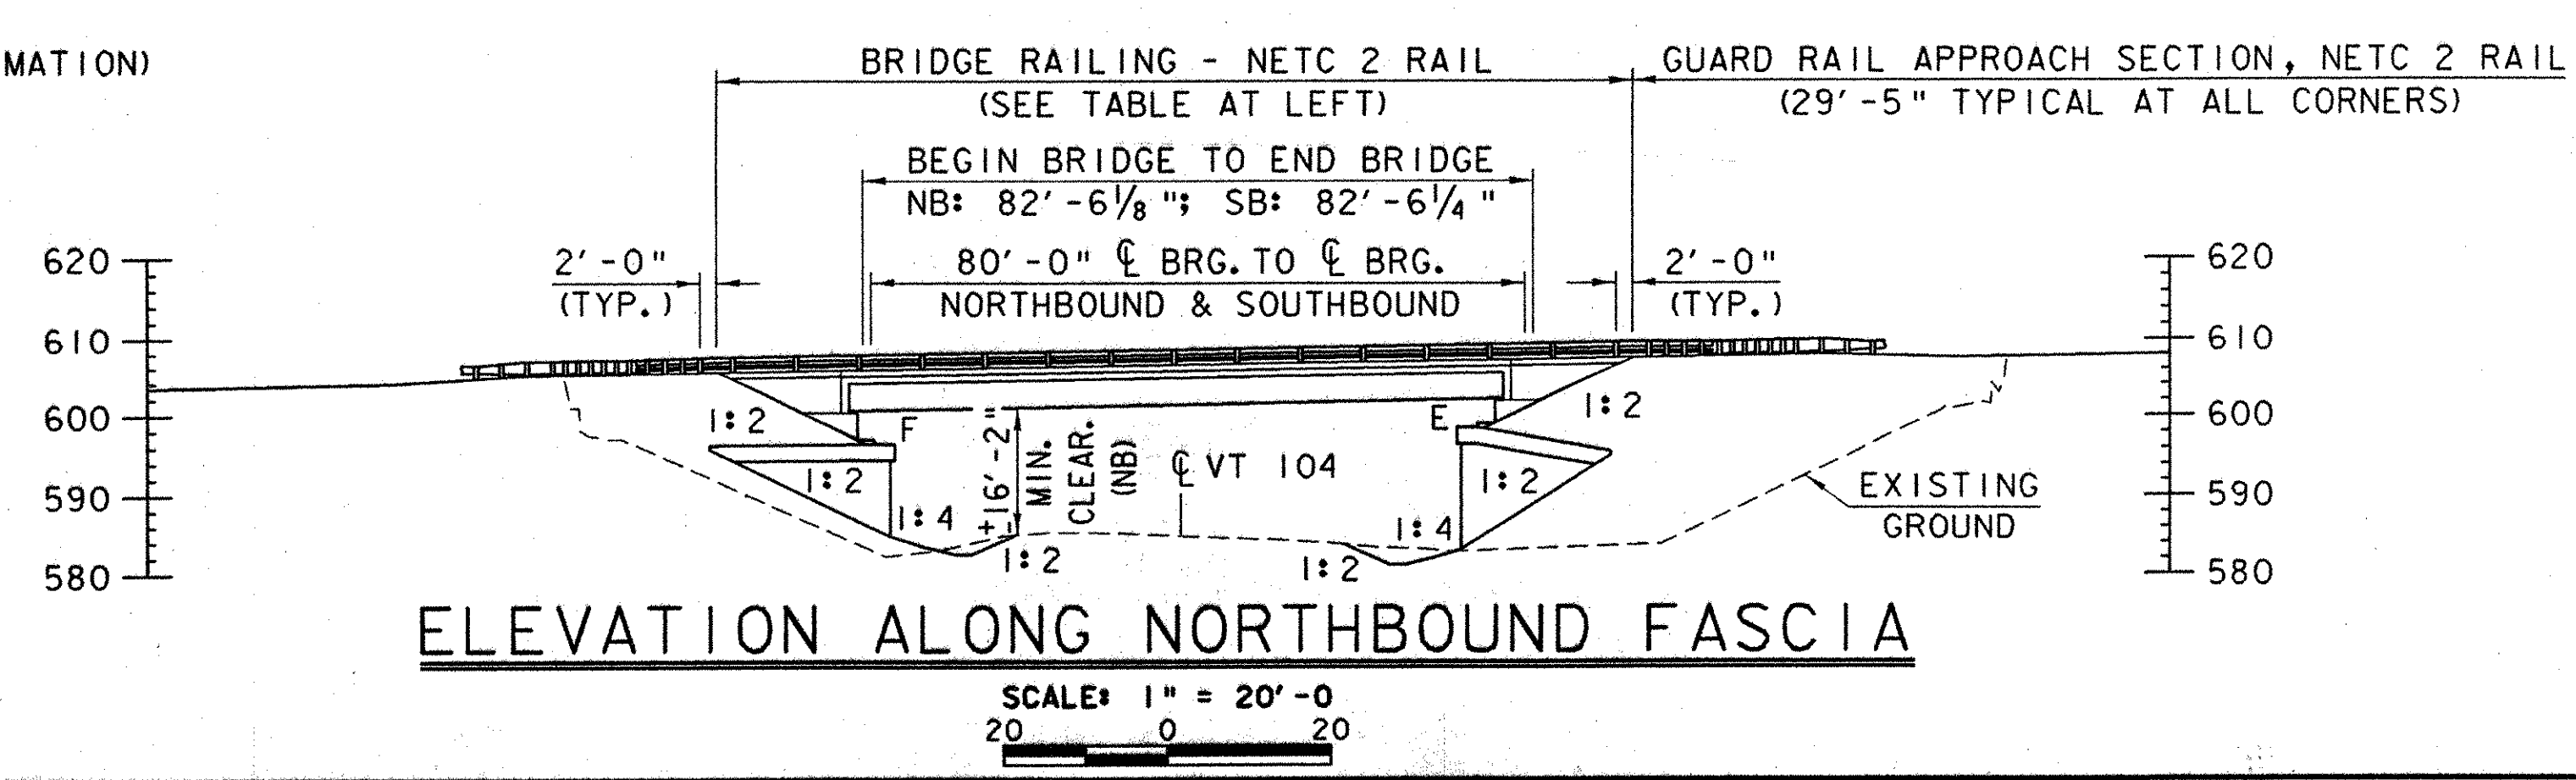 MATION)
BRIDGE RAILING - NETC 2 RAIL
(SEE TABLE AT LEFT)
GUARD RAIL APPROACH SECTION, NETC 2 RAIL
(29'-5" TYPICAL AT ALL CORNERS)
BEGIN BRIDGE TO END BRIDGE
NB: 82'-6 1/8"; SB: 82'-6 1/4"
2'-0"
(TYP.)
80'-0" ℄ BRG. TO ℄ BRG.
NORTHBOUND & SOUTHBOUND
2'-0"
(TYP.)
620
610
600
590
580
620
610
600
590
580
1:2
F
1:2
1:4
±16'-2"
MIN.
CLEAR.
(NB)
℄ VT 104
E
1:2
1:2
1:4
1:2
1:2
EXISTING
GROUND
ELEVATION ALONG NORTHBOUND FASCIA
SCALE: 1" = 20'-0
20 0 20